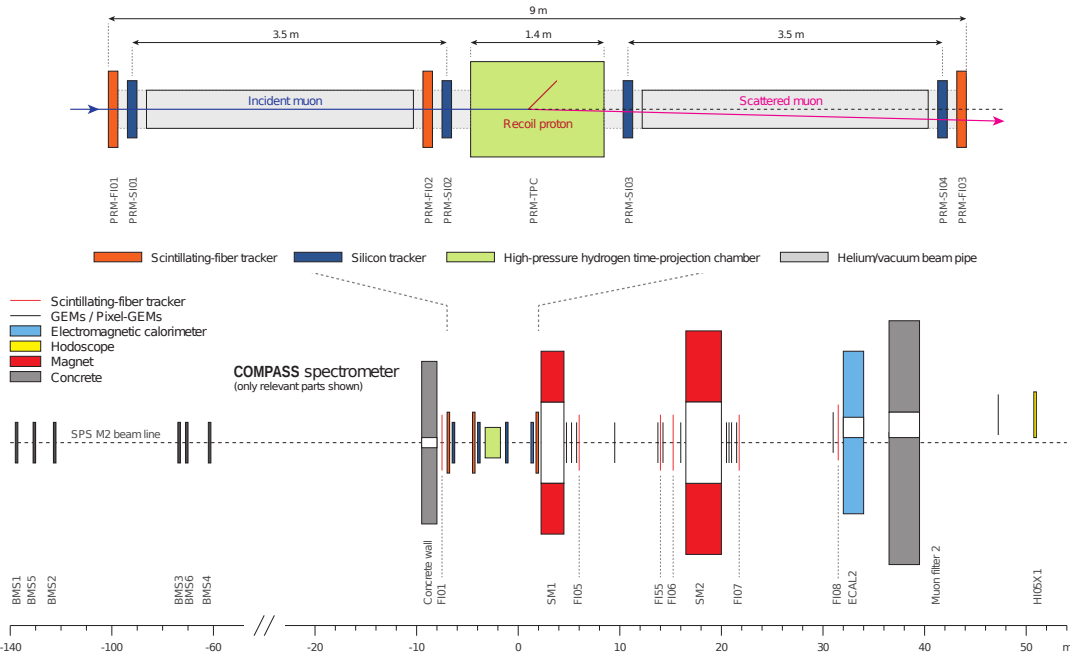 9 m
3.5 m
1.4 m
3.5 m
Incident muon
Scattered muon
Recoil proton
PRM-FI01
PRM-SI01
PRM-FI02
PRM-SI02
PRM-TPC
PRM-SI03
PRM-SI04
PRM-FI03
Scintillating-fiber tracker
Silicon tracker
High-pressure hydrogen time-projection chamber
Helium/vacuum beam pipe
Scintillating-fiber tracker
GEMs / Pixel-GEMs
Electromagnetic calorimeter
Hodoscope
Magnet
Concrete
COMPASS spectrometer
(only relevant parts shown)
SPS M2 beam line
BMS1
BMS5
BMS2
BMS3
BMS6
BMS4
Concrete wall
FI01
SM1
FI05
FI55
FI06
SM2
FI07
FI08
ECAL2
Muon filter 2
HI05X1
-140
-120
-100
-80
-60
-20
-10
0
10
20
30
40
50
m